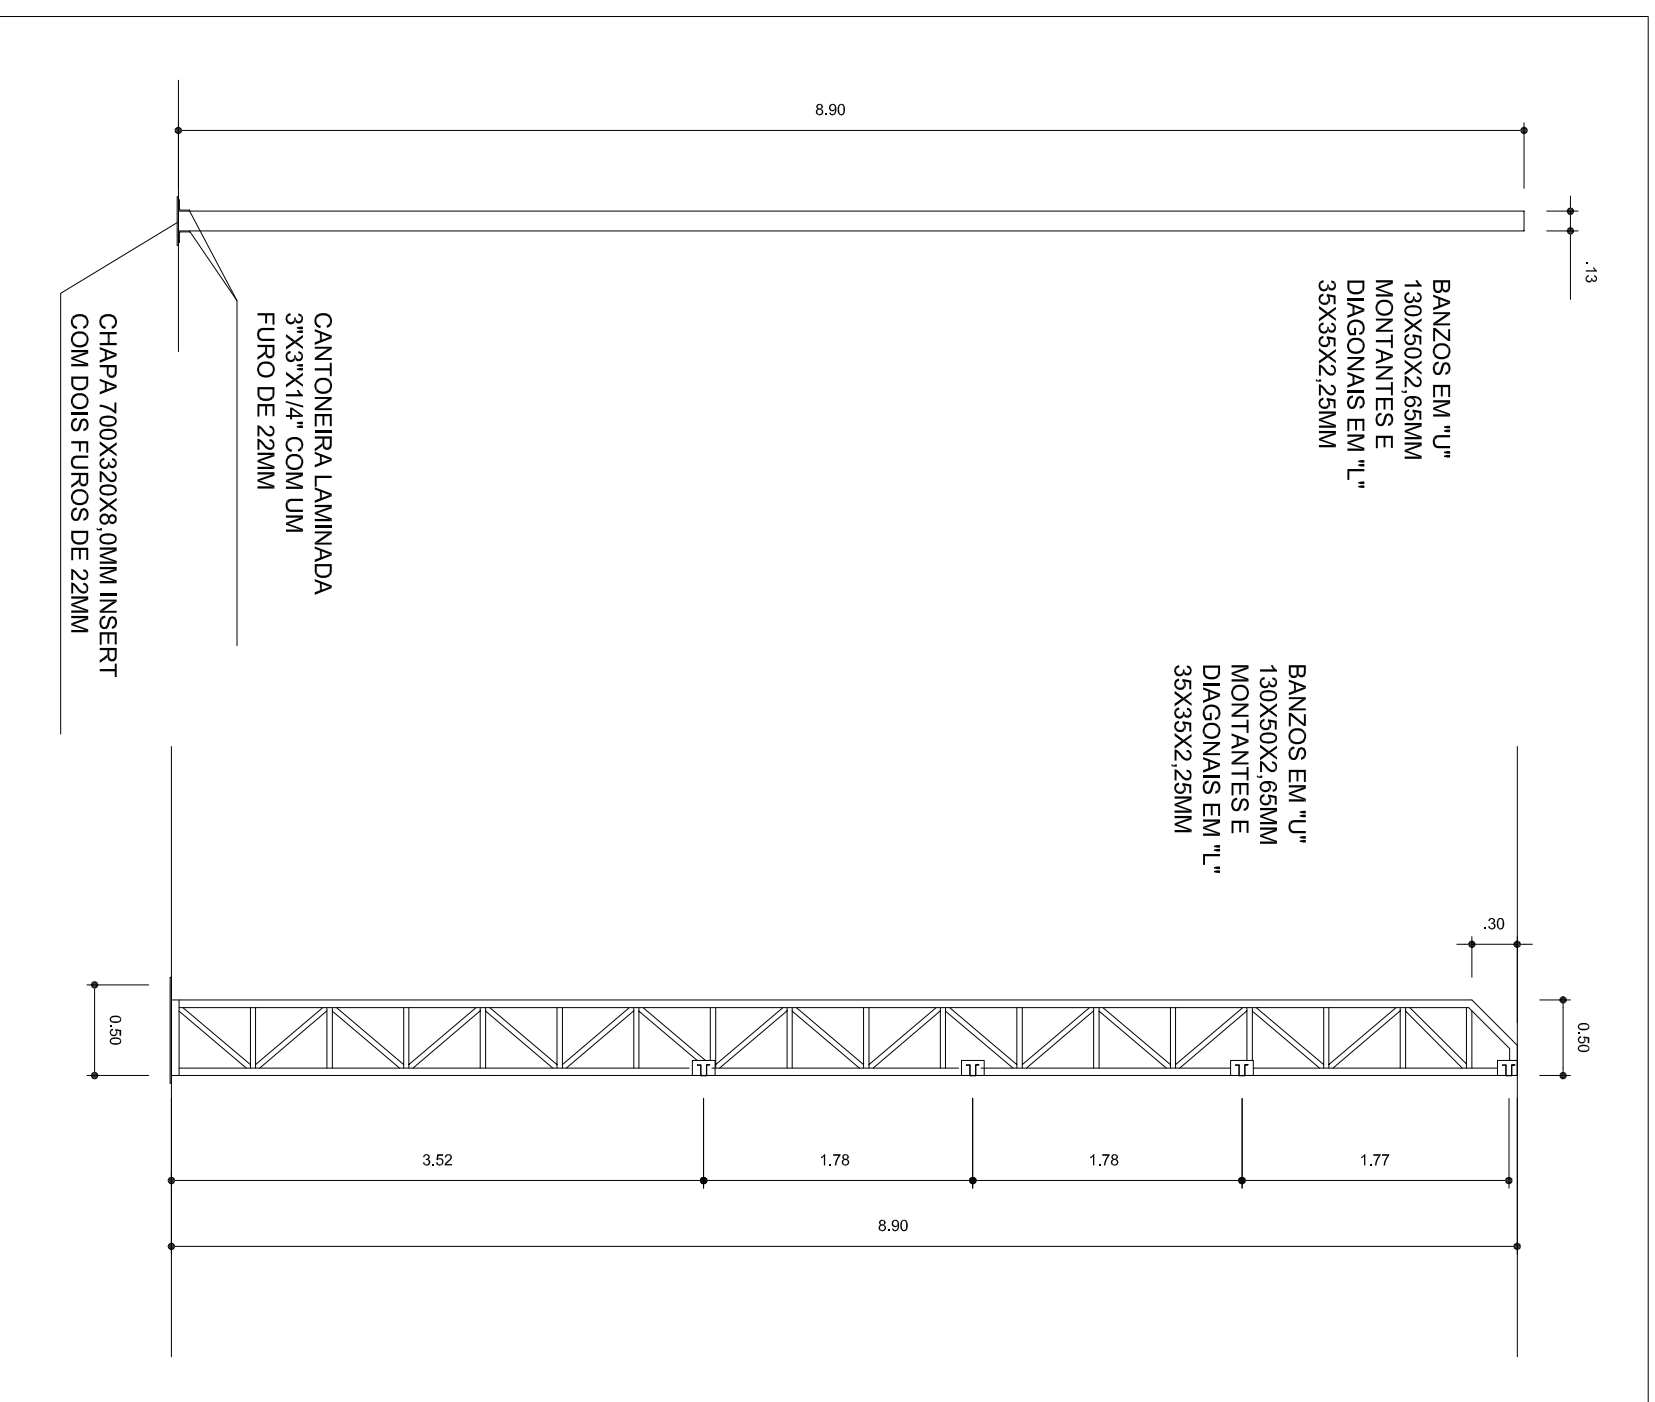 8.90
.13
BANZOS EM "U"
130X50X2,65MM
MONTANTES E
DIAGONAIS EM "L"
35X35X2,25MM
CANTONEIRA LAMINADA
3"X3"X1/4" COM UM
FURO DE 22MM
CHAPA 700X320X8,0MM INSERT
COM DOIS FUROS DE 22MM
BANZOS EM "U"
130X50X2,65MM
MONTANTES E
DIAGONAIS EM "L"
35X35X2,25MM
.30
0.50
0.50
3.52
1.78
1.78
1.77
8.90